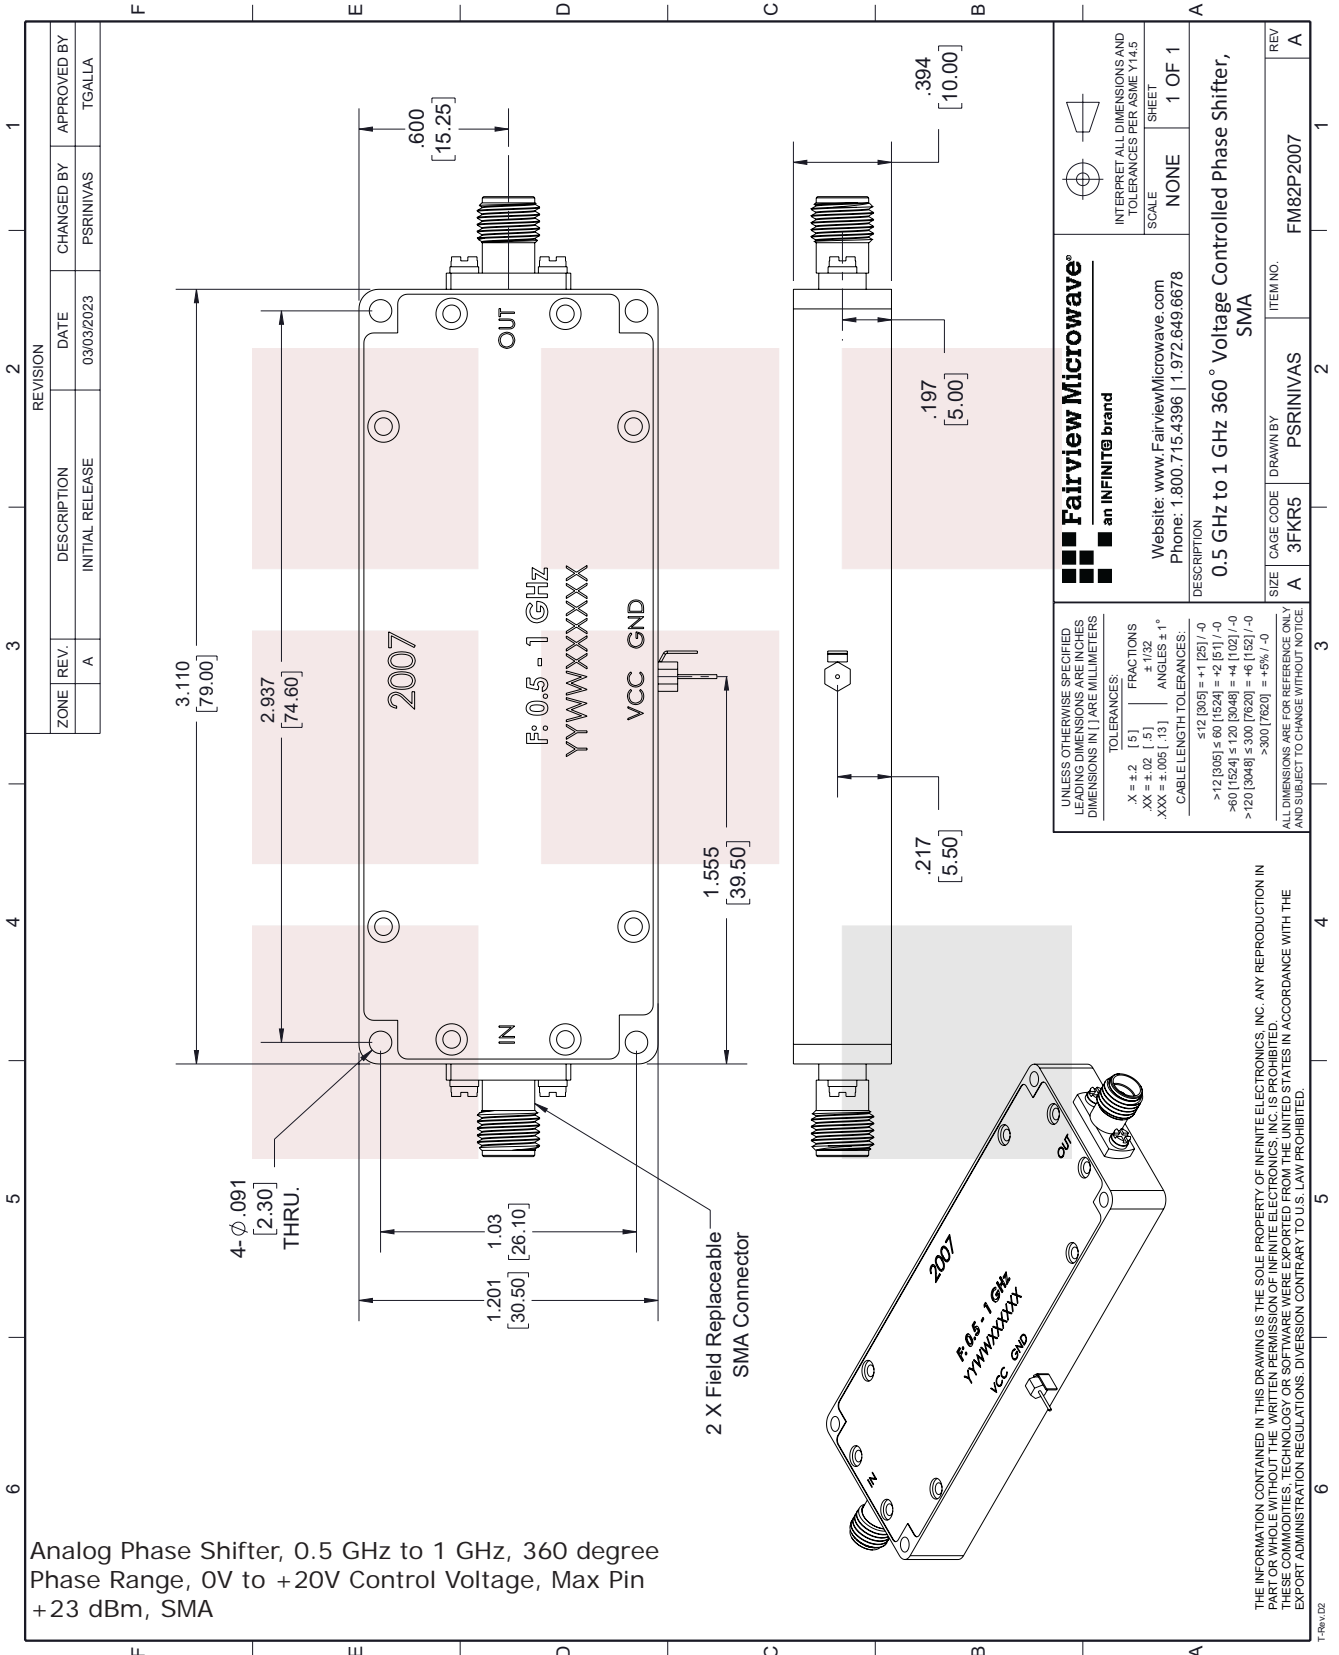 REVISION
ZONE REV. DESCRIPTION DATE CHANGED BY APPROVED BY
A INITIAL RELEASE 03/03/2023 PSRINIVAS TGALLA
6 5 4 3 2 1
F
E
D
C
B
A
3.110
[79.00]
2.937
[74.60]
4-∅.091
[2.30]
THRU.
.600
[15.25]
1.03
[26.10]
1.201
[30.50]
2007
F: 0.5 - 1 GHz
YYWWXXXXXX
VCC GND
IN
OUT
2 X Field Replaceable
SMA Connector
1.555
[39.50]
.394
[10.00]
.197
[5.00]
.217
[5.50]
2007
F: 0.5 - 1 GHz
YYWWXXXXXX
VCC GND
IN
OUT
UNLESS OTHERWISE SPECIFIED
LEADING DIMENSIONS ARE INCHES
DIMENSIONS IN [ ] ARE MILLIMETERS
TOLERANCES:
.X = ±.2 [5] FRACTIONS
.XX = ±.02 [.5] ± 1/32
.XXX = ±.005 [.13] ANGLES ± 1°
CABLE LENGTH TOLERANCES:
≤12 [305] = +1 [25] / -0
>12 [305] ≤ 60 [1524] = +2 [51] / -0
>60 [1524] ≤ 120 [3048] = +4 [102] / -0
>120 [3048] ≤ 300 [7620] = +6 [152] / -0
>300 [7620] = +5% / -0
ALL DIMENSIONS ARE FOR REFERENCE ONLY
AND SUBJECT TO CHANGE WITHOUT NOTICE.
Fairview Microwave®
an INFINIT@ brand
Website: www.FairviewMicrowave.com
Phone: 1.800.715.4396 | 1.972.649.6678
INTERPRET ALL DIMENSIONS AND
TOLERANCES PER ASME Y14.5
SCALE SHEET
NONE 1 OF 1
DESCRIPTION
0.5 GHz to 1 GHz 360° Voltage Controlled Phase Shifter,
SMA
SIZE CAGE CODE DRAWN BY ITEM NO. REV
A 3FKR5 PSRINIVAS FM82P2007 A
THE INFORMATION CONTAINED IN THIS DRAWING IS THE SOLE PROPERTY OF INFINITE ELECTRONICS, INC. ANY REPRODUCTION IN
PART OR WHOLE WITHOUT THE WRITTEN PERMISSION OF INFINITE ELECTRONICS, INC. IS PROHIBITED.
THESE COMMODITIES, TECHNOLOGY OR SOFTWARE WERE EXPORTED FROM THE UNITED STATES IN ACCORDANCE WITH THE
EXPORT ADMINISTRATION REGULATIONS. DIVERSION CONTRARY TO U.S. LAW PROHIBITED.
6 5 4 3 2 1
F
E
D
C
B
A
T-Rev.D2
Analog Phase Shifter, 0.5 GHz to 1 GHz, 360 degree
Phase Range, 0V to +20V Control Voltage, Max Pin
+23 dBm, SMA